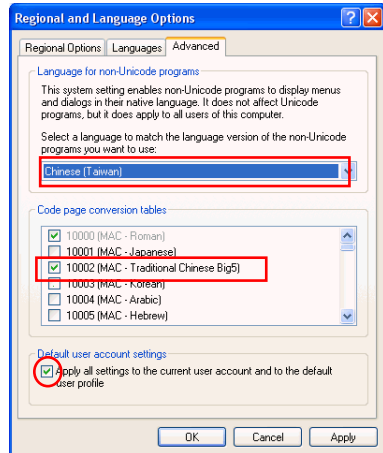 Regional and Language Options
Regional Options Languages Advanced
Language for non-Unicode programs
This system setting enables non-Unicode programs to display menus
and dialogs in their native language. It does not affect Unicode
programs, but it does apply to all users of this computer.
Select a language to match the language version of the non-Unicode
programs you want to use:
Chinese (Taiwan)
Code page conversion tables
10000 (MAC - Roman)
10001 (MAC - Japanese)
10002 (MAC - Traditional Chinese Big5)
10003 (MAC - Korean)
10004 (MAC - Arabic)
10005 (MAC - Hebrew)
Default user account settings
Apply all settings to the current user account and to the default
user profile
OK Cancel Apply